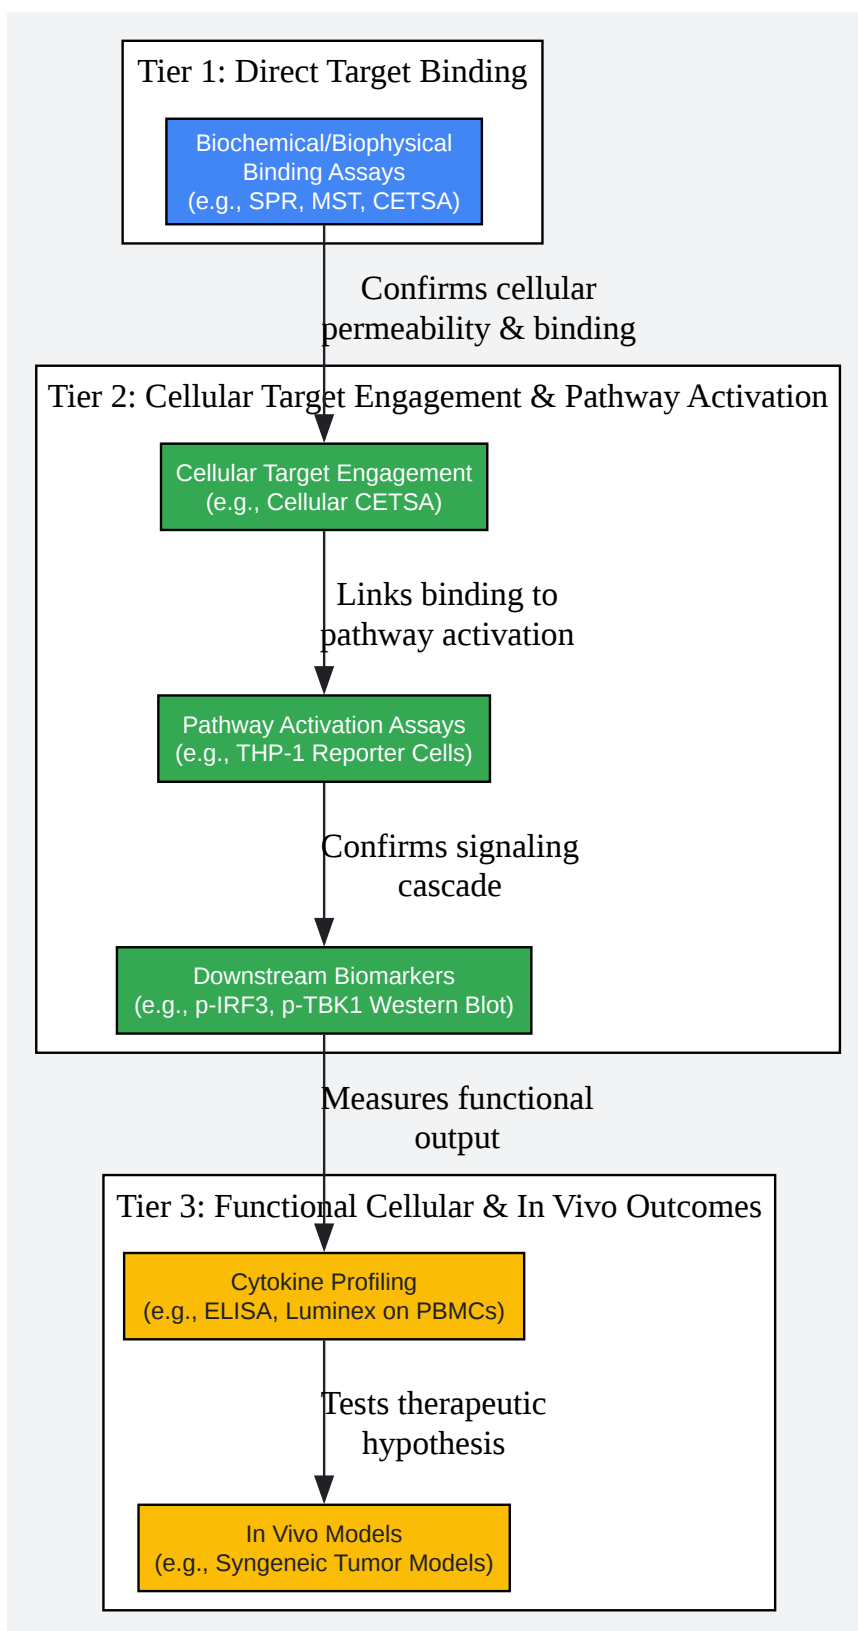 Tier 1: Direct Target Binding
Biochemical/Biophysical
Binding Assays
(e.g., SPR, MST, CETSA)
Confirms cellular
permeability & binding
Tier 2: Cellular Target Engagement & Pathway Activation
Cellular Target Engagement
(e.g., Cellular CETSA)
Links binding to
pathway activation
Pathway Activation Assays
(e.g., THP-1 Reporter Cells)
Confirms signaling
cascade
Downstream Biomarkers
(e.g., p-IRF3, p-TBK1 Western Blot)
Measures functional
output
Tier 3: Functional Cellular & In Vivo Outcomes
Cytokine Profiling
(e.g., ELISA, Luminex on PBMCs)
Tests therapeutic
hypothesis
In Vivo Models
(e.g., Syngeneic Tumor Models)